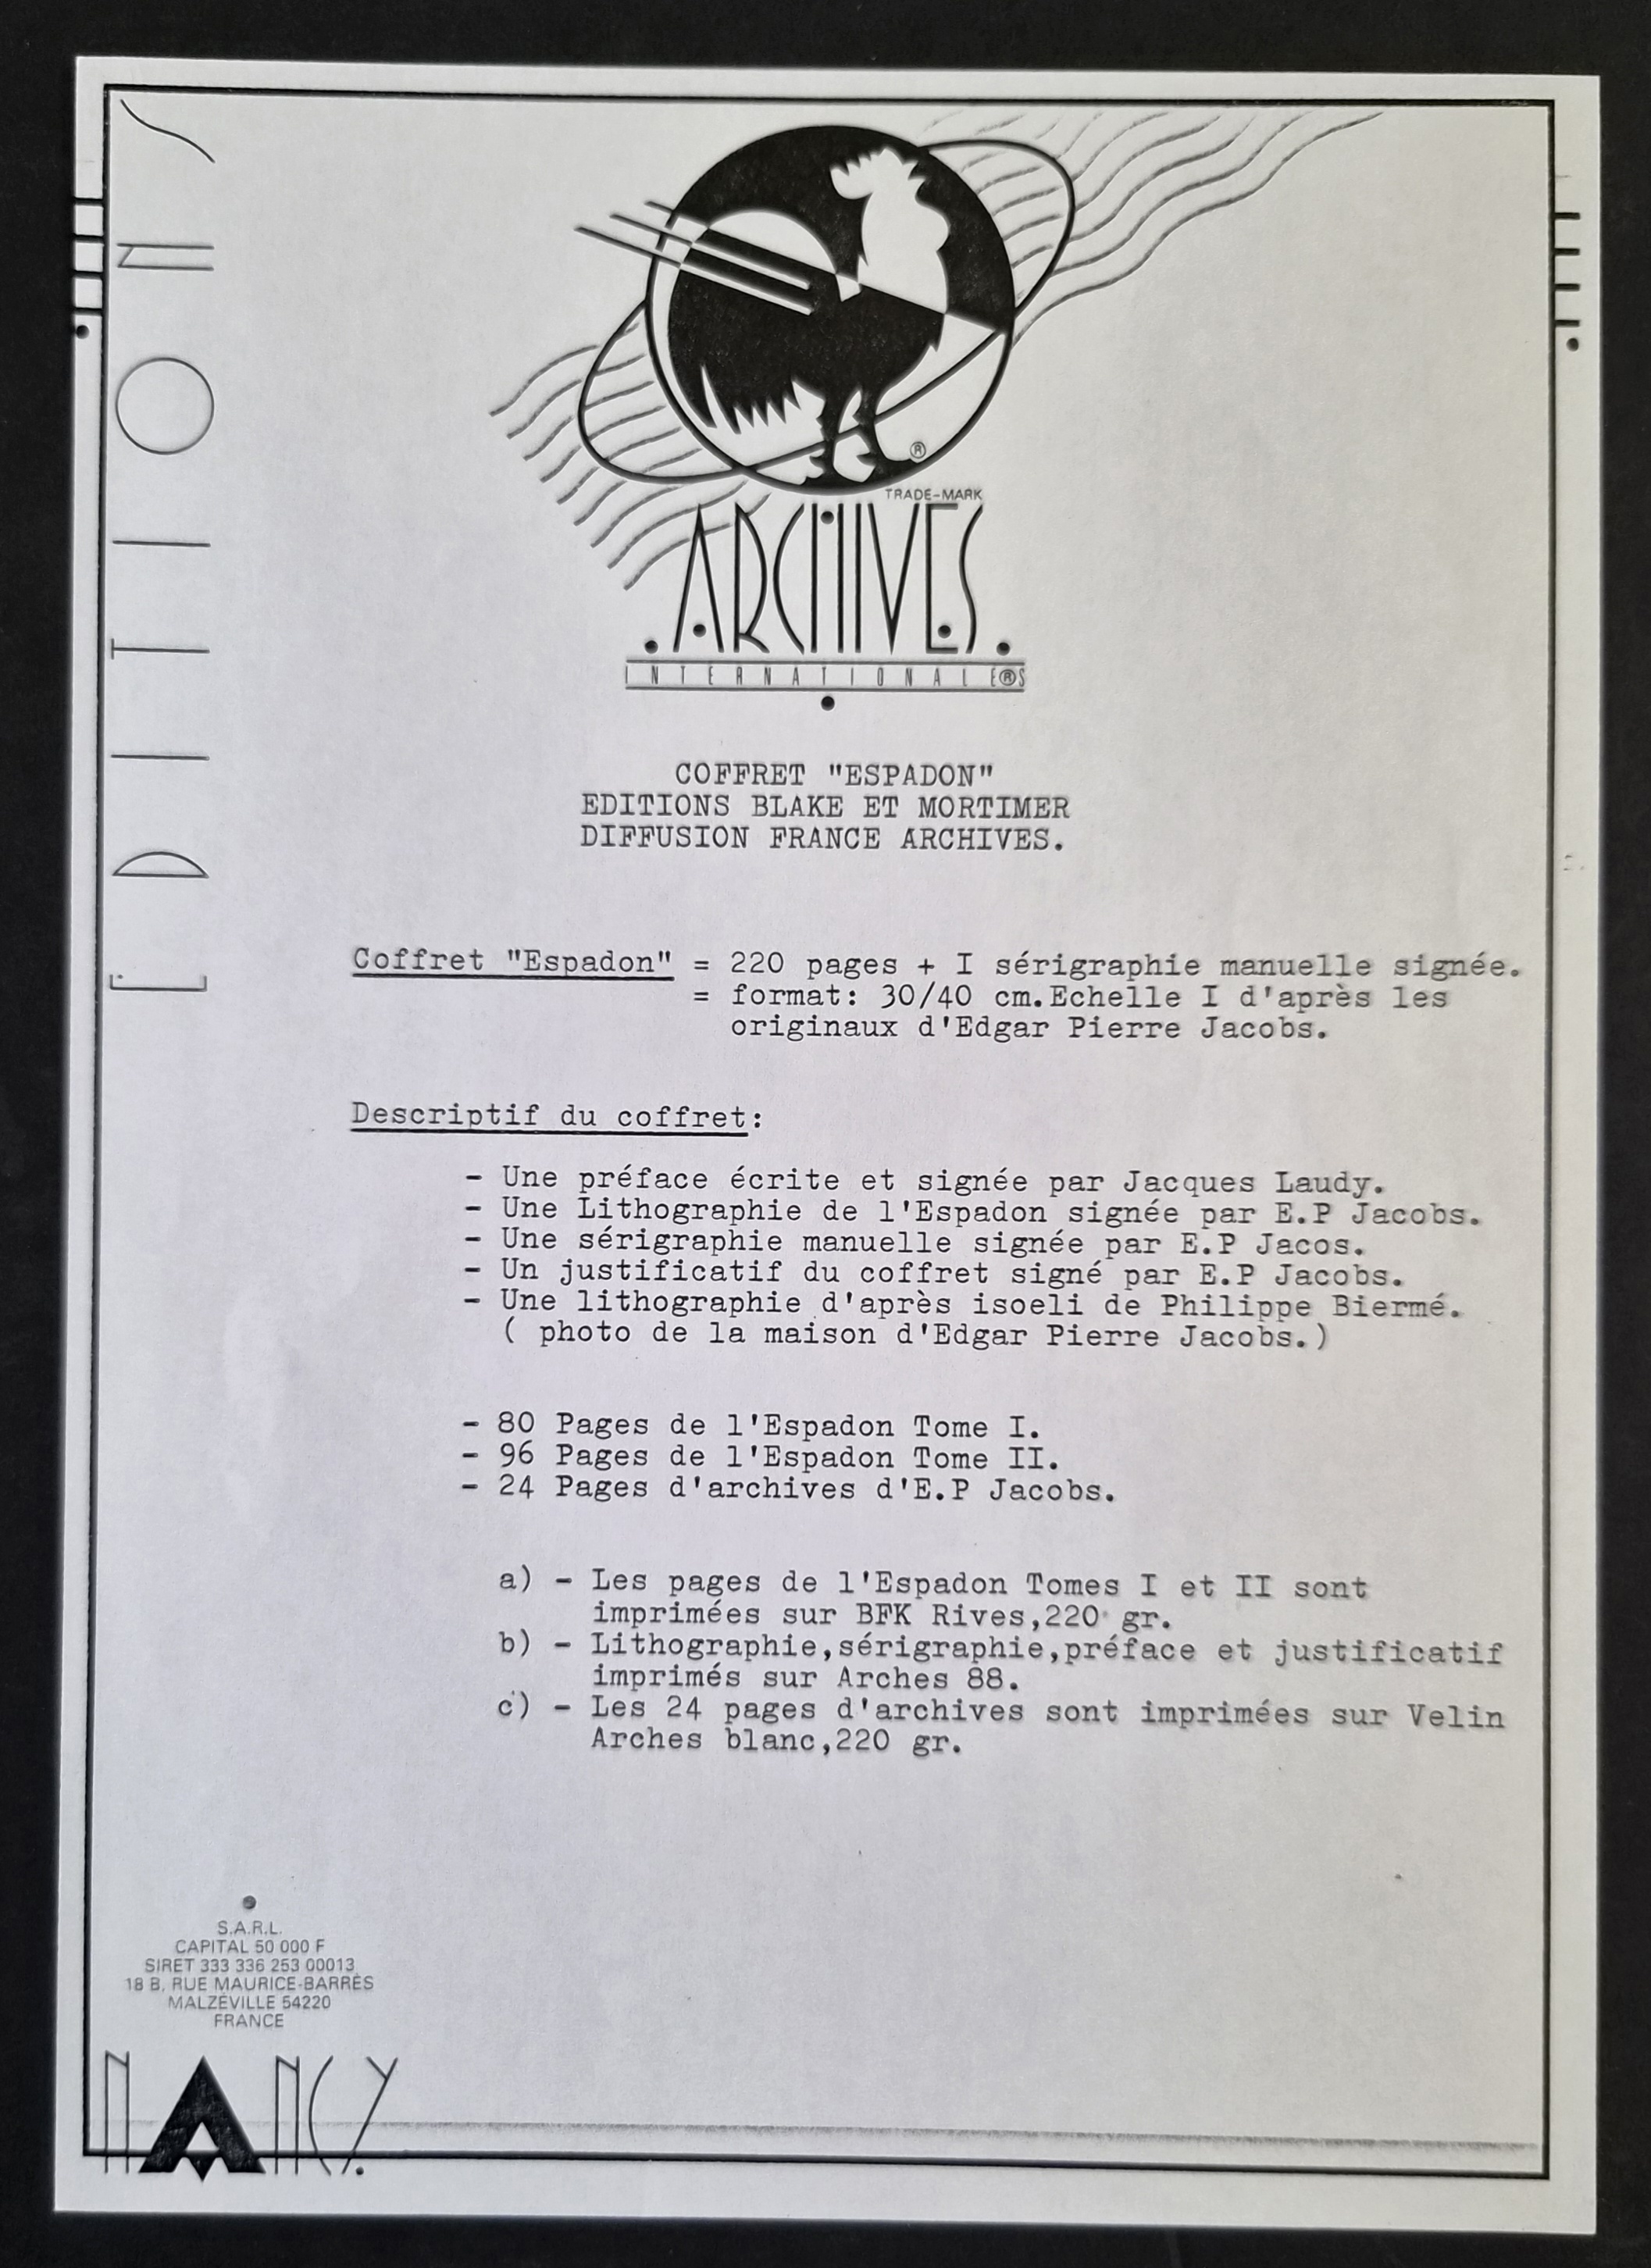 EDITIONS
®
TRADE-MARK
.ARCHIVES.
INTERNATIONALE®S
COFFRET "ESPADON"
EDITIONS BLAKE ET MORTIMER
DIFFUSION FRANCE ARCHIVES.
Coffret "Espadon" = 220 pages + I sérigraphie manuelle signée.
= format: 30/40 cm.Echelle I d'après les
originaux d'Edgar Pierre Jacobs.
Descriptif du coffret:
- Une préface écrite et signée par Jacques Laudy.
- Une Lithographie de l'Espadon signée par E.P Jacobs.
- Une sérigraphie manuelle signée par E.P Jacos.
- Un justificatif du coffret signé par E.P Jacobs.
- Une lithographie d'après isoeli de Philippe Biermé.
( photo de la maison d'Edgar Pierre Jacobs.)
- 80 Pages de l'Espadon Tome I.
- 96 Pages de l'Espadon Tome II.
- 24 Pages d'archives d'E.P Jacobs.
a) - Les pages de l'Espadon Tomes I et II sont
imprimées sur BFK Rives,220 gr.
b) - Lithographie,sérigraphie,préface et justificatif
imprimés sur Arches 88.
c) - Les 24 pages d'archives sont imprimées sur Velin
Arches blanc,220 gr.
S.A.R.L.
CAPITAL 50 000 F
SIRET 333 336 253 00013
18 B, RUE MAURICE-BARRÈS
MALZÉVILLE 54220
FRANCE
NANCY.